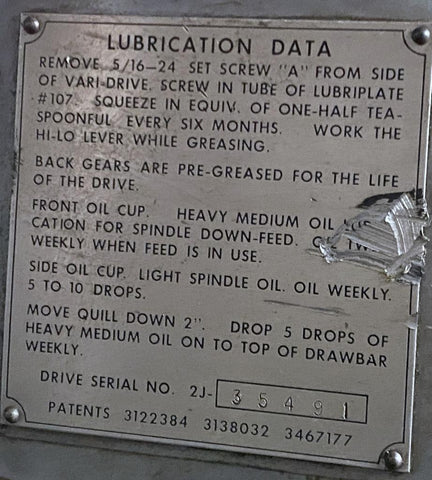 LUBRICATION DATA
REMOVE 5/16-24 SET SCREW "A" FROM SIDE
OF VARI-DRIVE. SCREW IN TUBE OF LUBRIPLATE
#107. SQUEEZE IN EQUIV. OF ONE-HALF TEA-
SPOONFUL EVERY SIX MONTHS. WORK THE
HI-LO LEVER WHILE GREASING.
BACK GEARS ARE PRE-GREASED FOR THE LIFE
OF THE DRIVE.
FRONT OIL CUP. HEAVY MEDIUM OIL
CATION FOR SPINDLE DOWN-FEED.
WEEKLY WHEN FEED IS IN USE.
SIDE OIL CUP. LIGHT SPINDLE OIL. OIL WEEKLY.
5 TO 10 DROPS.
MOVE QUILL DOWN 2". DROP 5 DROPS OF
HEAVY MEDIUM OIL ON TO TOP OF DRAWBAR
WEEKLY.
DRIVE SERIAL NO. 2J- 35491
PATENTS 3122384 3138032 3467177